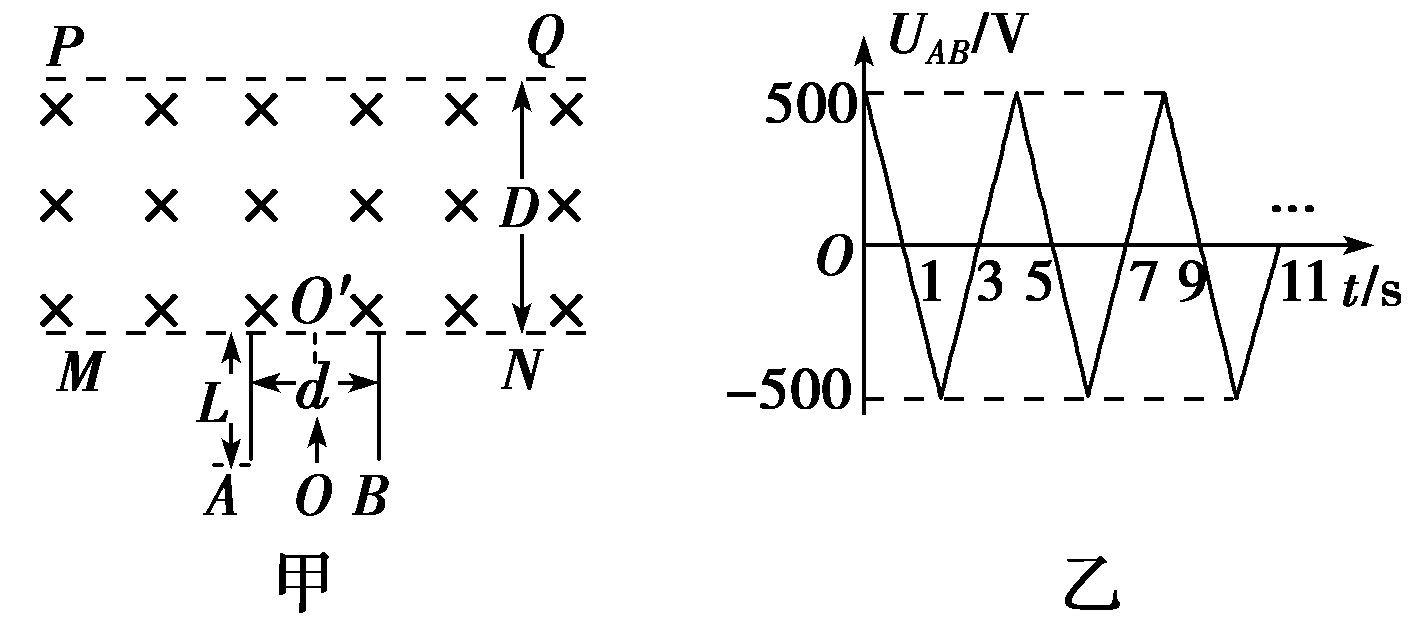 P
Q
D
O′
M
N
L
d
A
O
B
甲
U_AB/V
500
O
1
3
5
7
9
11
t/s
...
−500
乙